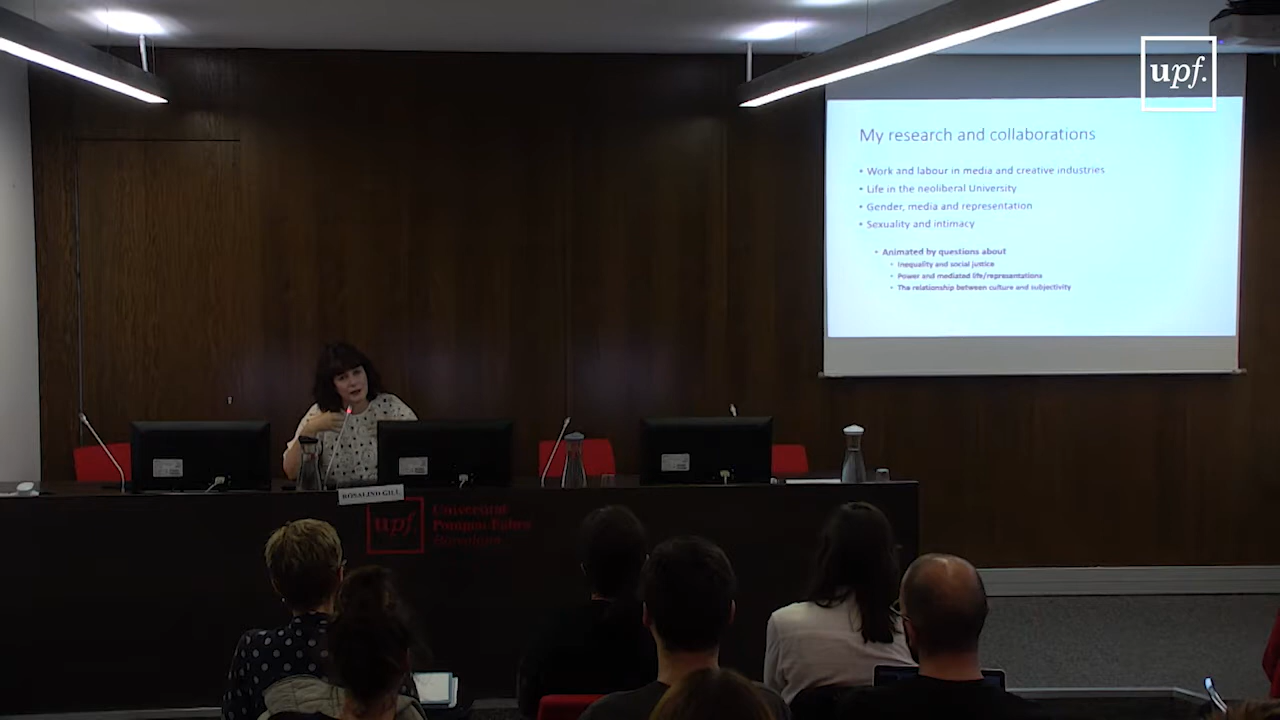 upf.
My research and collaborations
• Work and labour in media and creative industries
• Life in the neoliberal University
• Gender, media and representation
• Sexuality and intimacy
• Animated by questions about
• Inequality and social justice
• Power and mediated life/representations
• The relationship between culture and subjectivity
ROSALIND GILL
upf.
Universitat
Pompeu Fabra
Barcelona